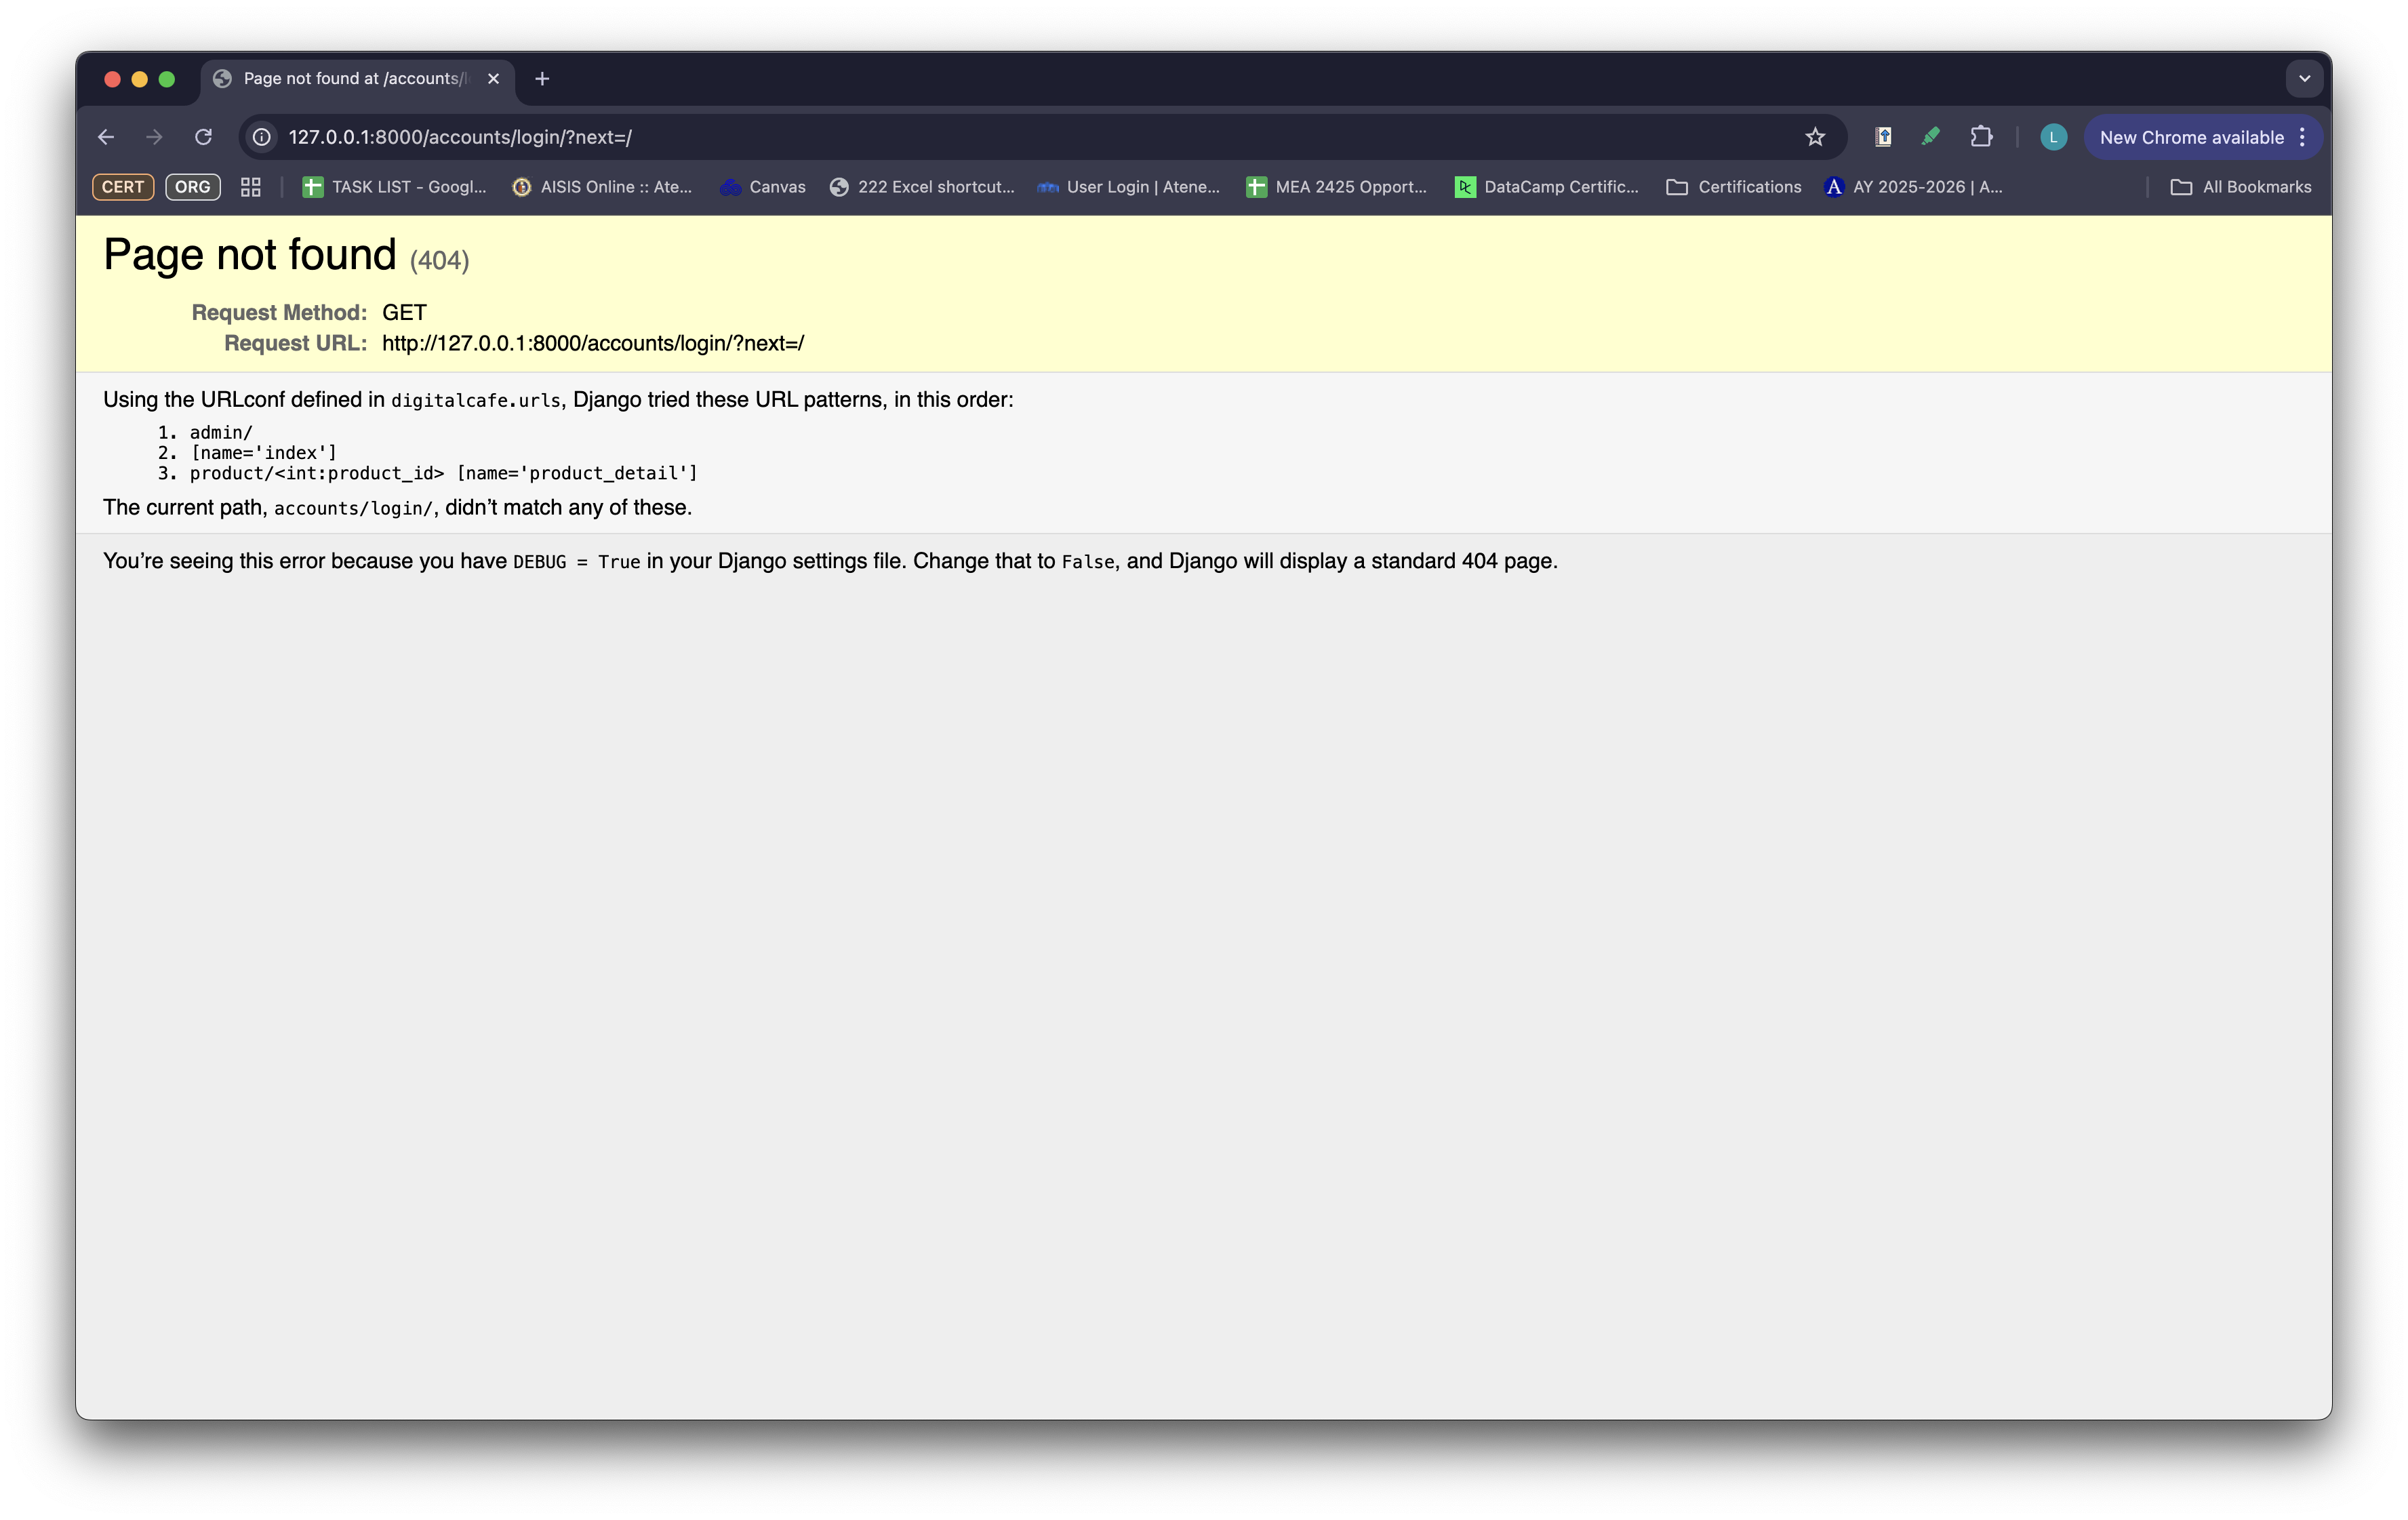 Page not found at /accounts/l
127.0.0.1:8000/accounts/login/?next=/
L
New Chrome available
CERT
ORG
TASK LIST - Googl...
AISIS Online :: Ate...
Canvas
222 Excel shortcut...
User Login | Atene...
MEA 2425 Opport...
DataCamp Certific...
Certifications
AY 2025-2026 | A...
All Bookmarks
Page not found (404)
Request Method: GET
Request URL: http://127.0.0.1:8000/accounts/login/?next=/
Using the URLconf defined in digitalcafe.urls, Django tried these URL patterns, in this order:
1. admin/
2. [name='index']
3. product/<int:product_id> [name='product_detail']
The current path, accounts/login/, didn’t match any of these.
You’re seeing this error because you have DEBUG = True in your Django settings file. Change that to False, and Django will display a standard 404 page.